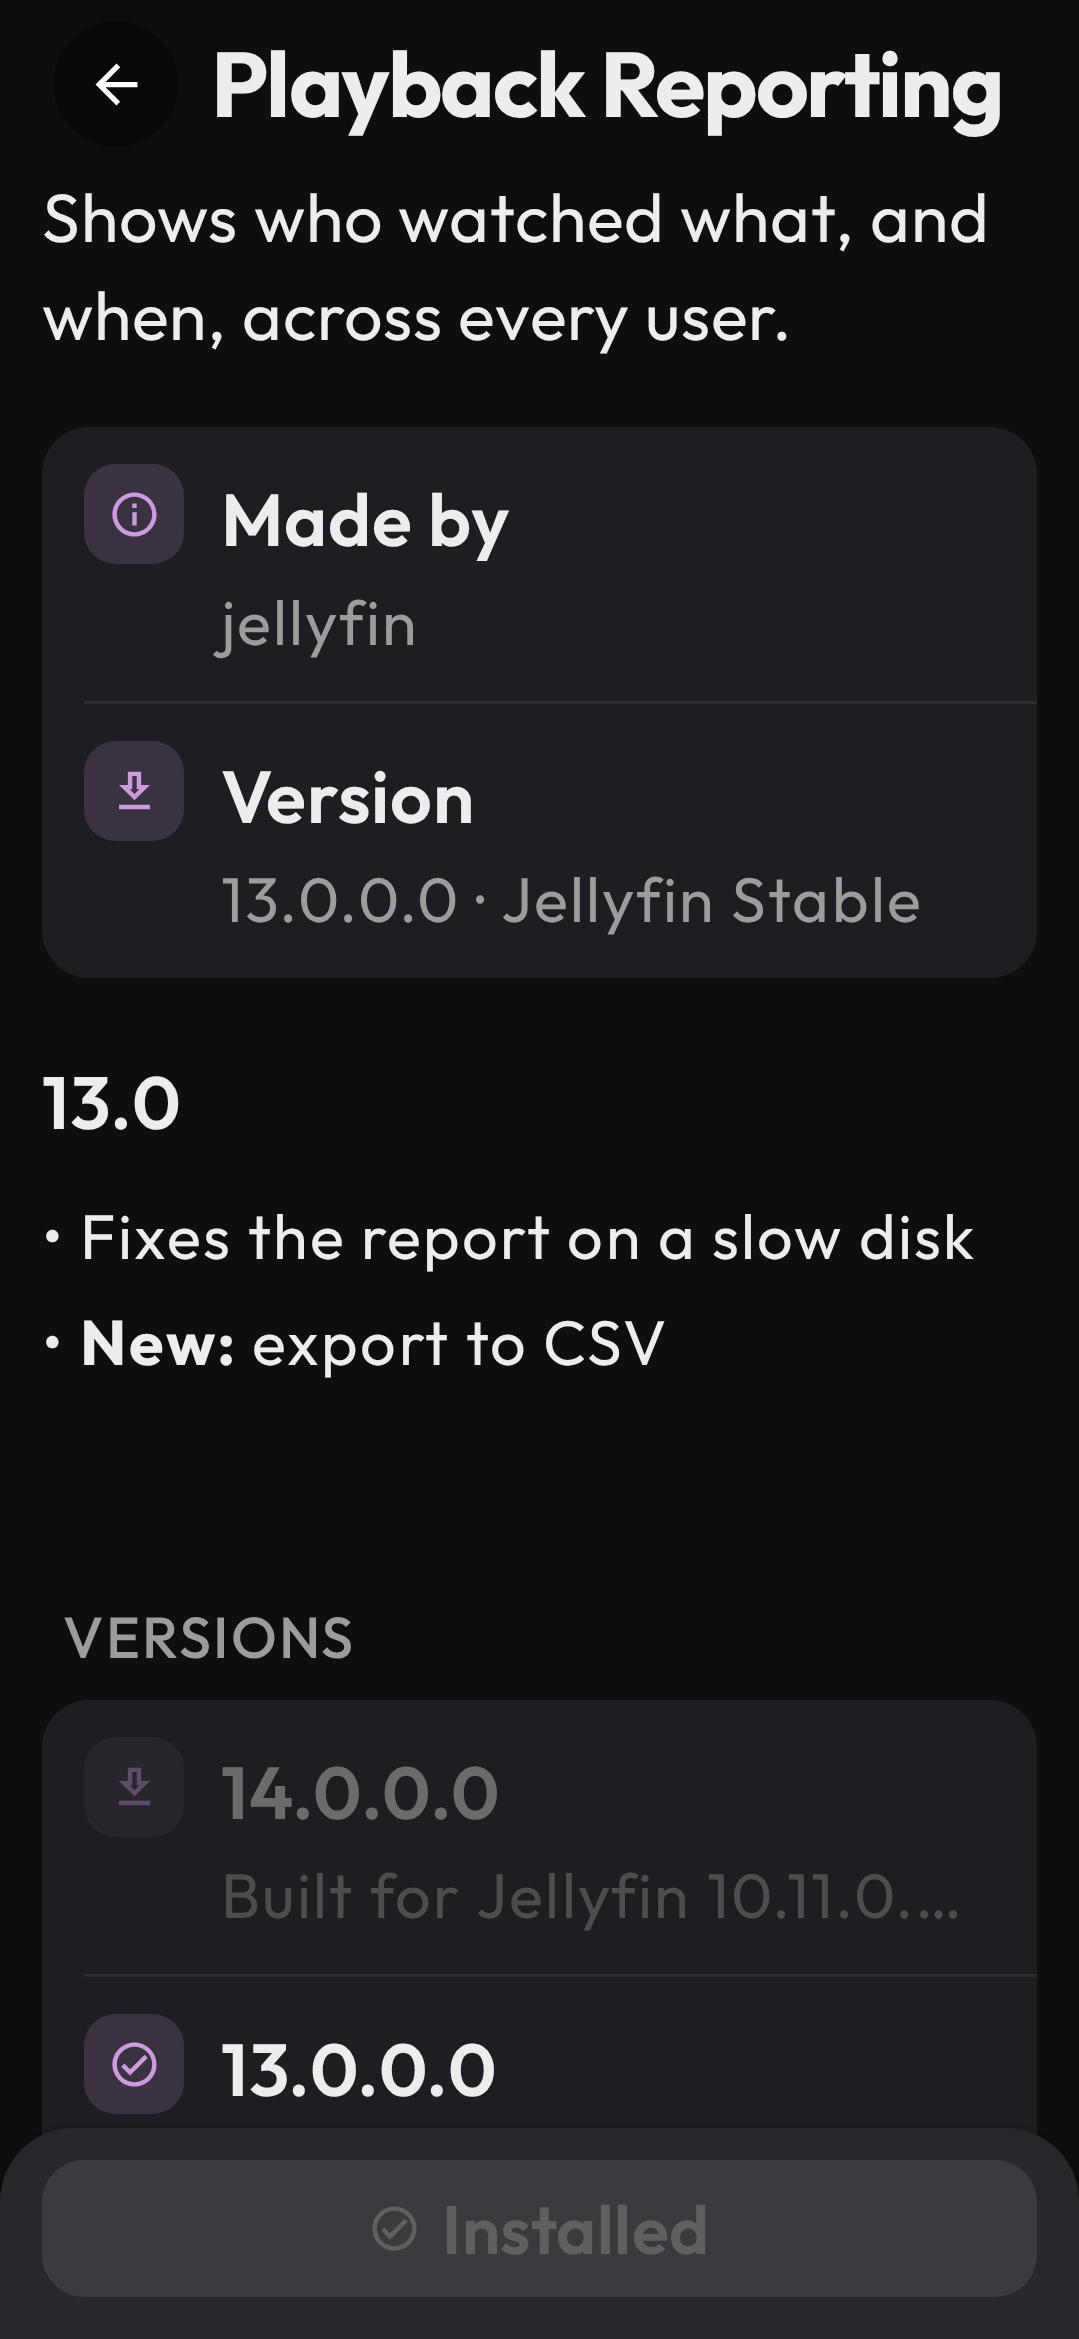 Playback Reporting
Shows who watched what, and
when, across every user.
Made by
jellyfin
Version
13.0.0.0 · Jellyfin Stable
13.0
• Fixes the report on a slow disk
• New: export to CSV
VERSIONS
14.0.0.0
Built for Jellyfin 10.11.0.…
13.0.0.0
Installed